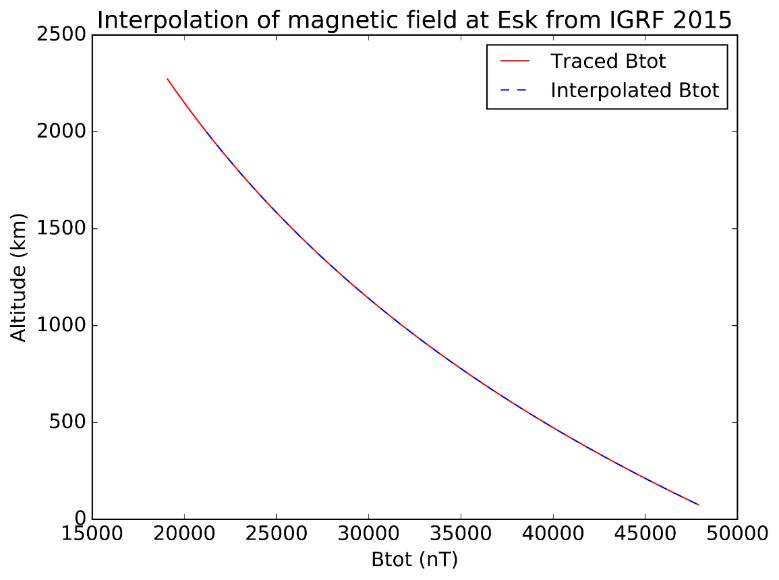 Interpolation of magnetic field at Esk from IGRF 2015
2500
2000
1500
1000
500
0
Altitude (km)
Traced Btot
Interpolated Btot
15000 20000 25000 30000 35000 40000 45000 50000
Btot (nT)